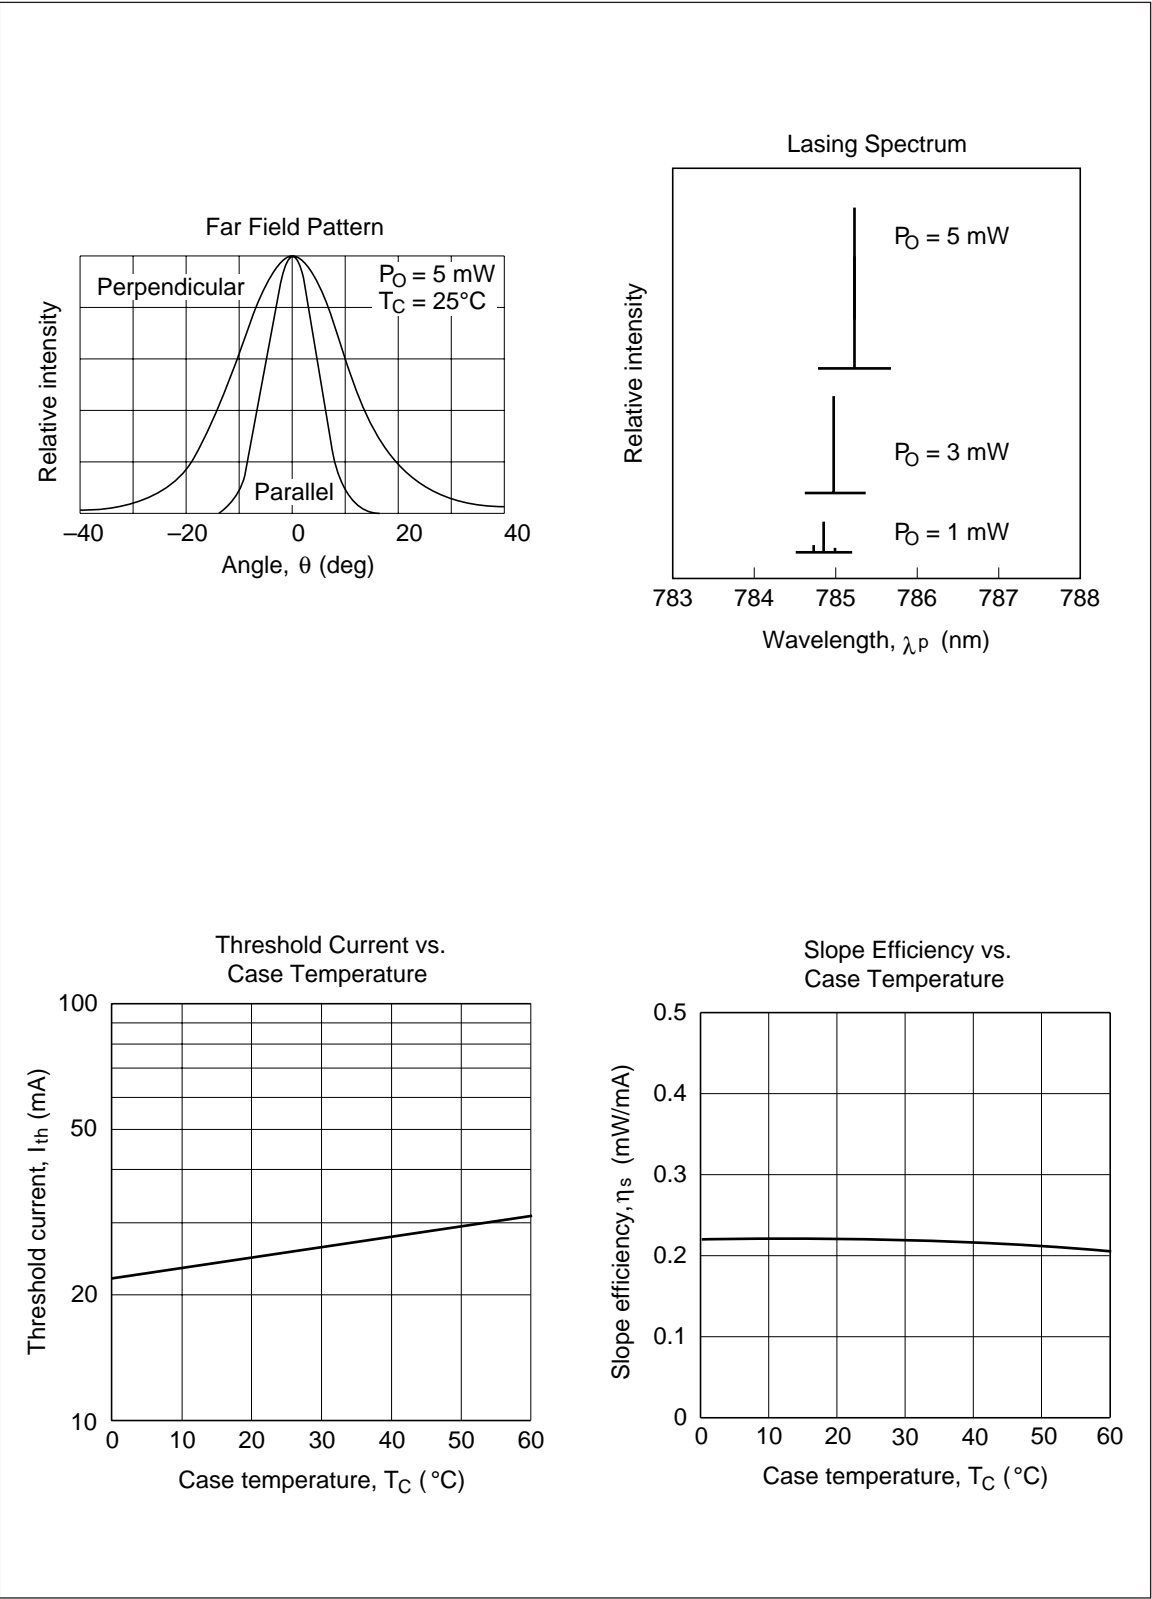 Far Field Pattern
Relative intensity
Perpendicular
PO = 5 mW
TC = 25°C
Parallel
–40 –20 0 20 40
Angle, θ (deg)
Lasing Spectrum
Relative intensity
PO = 5 mW
PO = 3 mW
PO = 1 mW
783 784 785 786 787 788
Wavelength, λp (nm)
Threshold Current vs.
Case Temperature
Threshold current, Ith (mA)
100
50
20
10
0 10 20 30 40 50 60
Case temperature, TC (°C)
Slope Efficiency vs.
Case Temperature
Slope efficiency, ηs (mW/mA)
0.5
0.4
0.3
0.2
0.1
0
0 10 20 30 40 50 60
Case temperature, TC (°C)